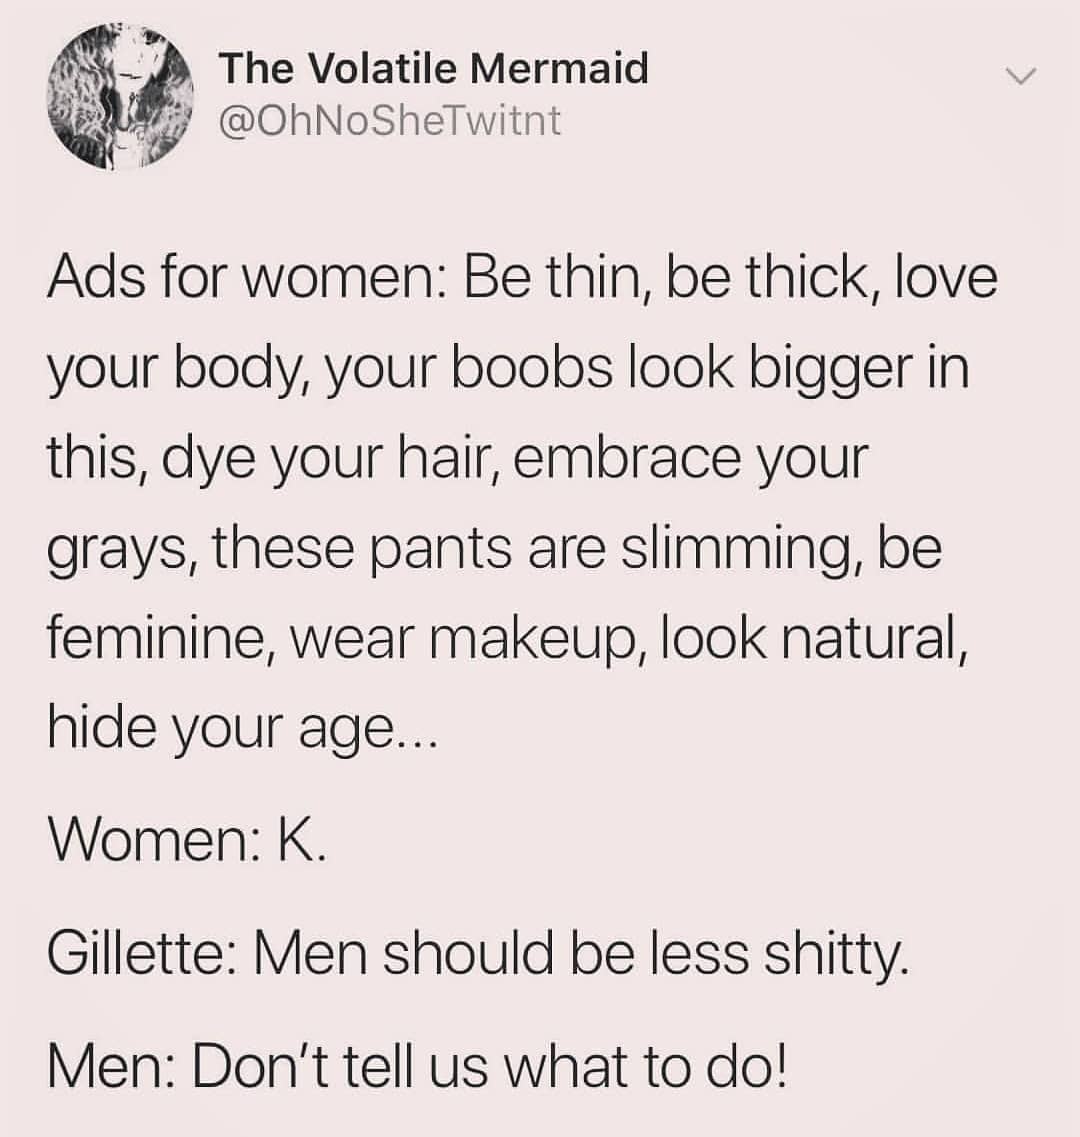 The Volatile Mermaid
@OhNoSheTwitnt
Ads for women: Be thin, be thick, love
your body, your boobs look bigger in
this, dye your hair, embrace your
grays, these pants are slimming, be
feminine, wear makeup, look natural,
hide your age...
Women: K.
Gillette: Men should be less shitty.
Men: Don't tell us what to do!